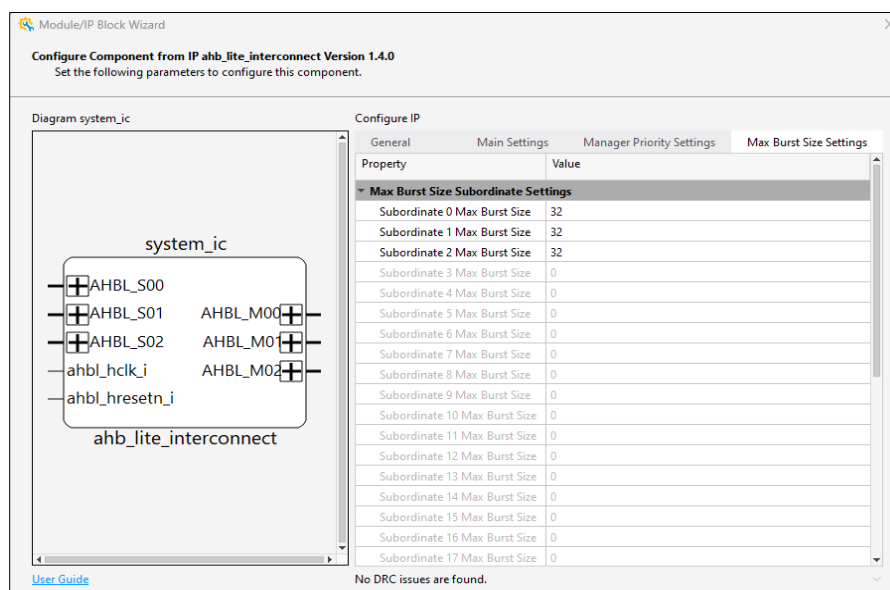 Module/IP Block Wizard
Configure Component from IP ahb_lite_interconnect Version 1.4.0
Set the following parameters to configure this component.
Diagram system_ic
Configure IP
General Main Settings Manager Priority Settings Max Burst Size Settings
Property Value
Max Burst Size Subordinate Settings
Subordinate 0 Max Burst Size 32
Subordinate 1 Max Burst Size 32
Subordinate 2 Max Burst Size 32
Subordinate 3 Max Burst Size 0
Subordinate 4 Max Burst Size 0
Subordinate 5 Max Burst Size 0
Subordinate 6 Max Burst Size 0
Subordinate 7 Max Burst Size 0
Subordinate 8 Max Burst Size 0
Subordinate 9 Max Burst Size 0
Subordinate 10 Max Burst Size 0
Subordinate 11 Max Burst Size 0
Subordinate 12 Max Burst Size 0
Subordinate 13 Max Burst Size 0
Subordinate 14 Max Burst Size 0
Subordinate 15 Max Burst Size 0
Subordinate 16 Max Burst Size 0
Subordinate 17 Max Burst Size 0
system_ic
AHBL_S00
AHBL_S01 AHBL_M00
AHBL_S02 AHBL_M01
ahbl_hclk_i AHBL_M02
ahbl_hresetn_i
ahb_lite_interconnect
User Guide
No DRC issues are found.